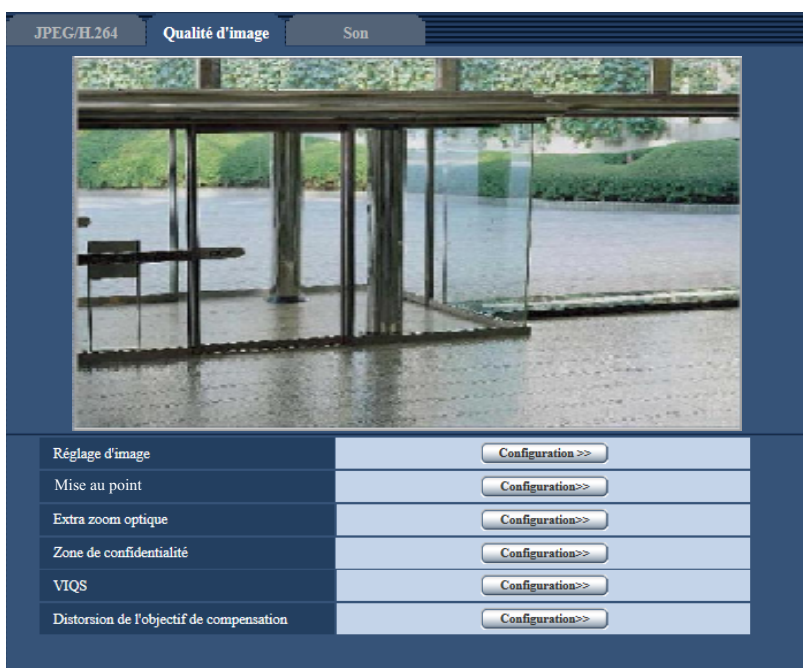 JPEG/H.264 Qualité d'image Son
Réglage d'image Configuration >>
Mise au point Configuration>>
Extra zoom optique Configuration>>
Zone de confidentialité Configuration>>
VIQS Configuration>>
Distorsion de l'objectif de compensation Configuration>>